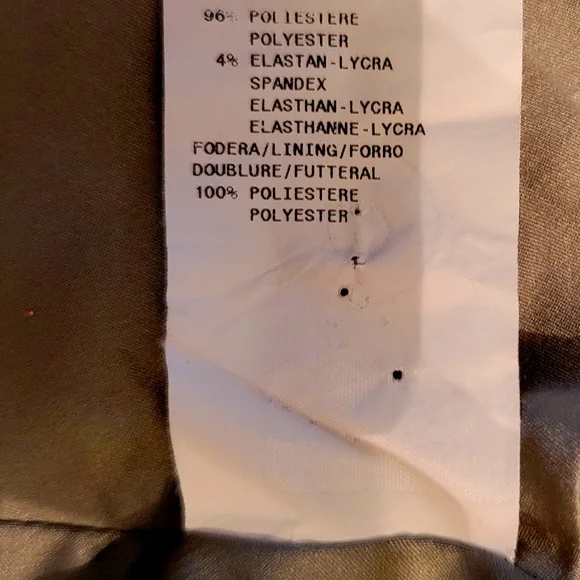 96% POLIESTERE
POLYESTER
4% ELASTAN-LYCRA
SPANDEX
ELASTHAN-LYCRA
ELASTHANNE-LYCRA
FODERA/LINING/FORRO
DOUBLURE/FUTTERAL
100% POLIESTERE
POLYESTER